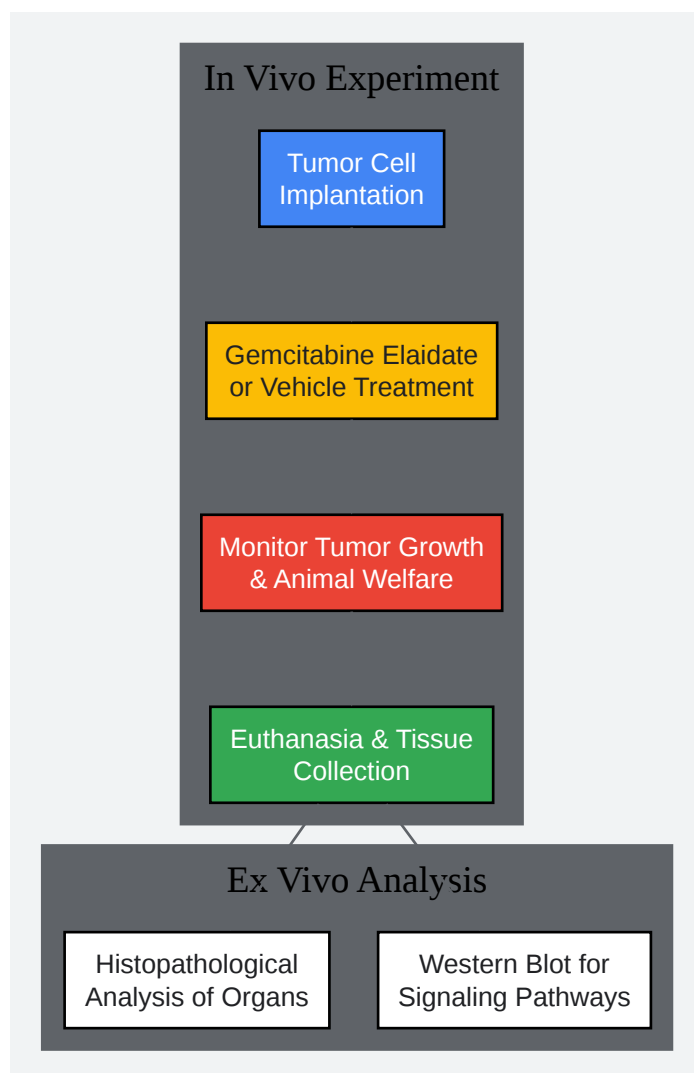 In Vivo Experiment
Tumor Cell
Implantation
Gemcitabine Elaidate
or Vehicle Treatment
Monitor Tumor Growth
& Animal Welfare
Euthanasia & Tissue
Collection
Ex Vivo Analysis
Histopathological
Analysis of Organs
Western Blot for
Signaling Pathways